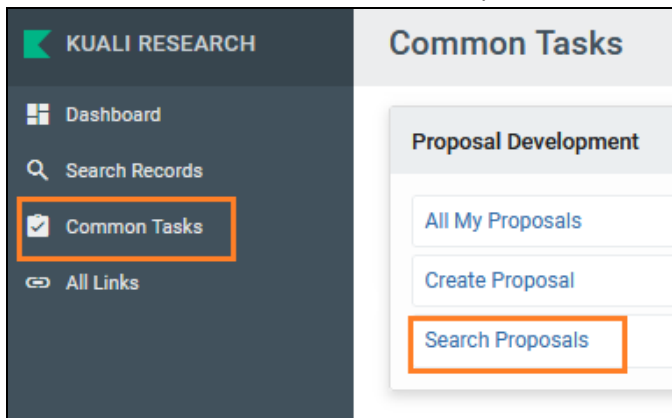 KUALI RESEARCH
Dashboard
Search Records
Common Tasks
All Links
Common Tasks
Proposal Development
All My Proposals
Create Proposal
Search Proposals